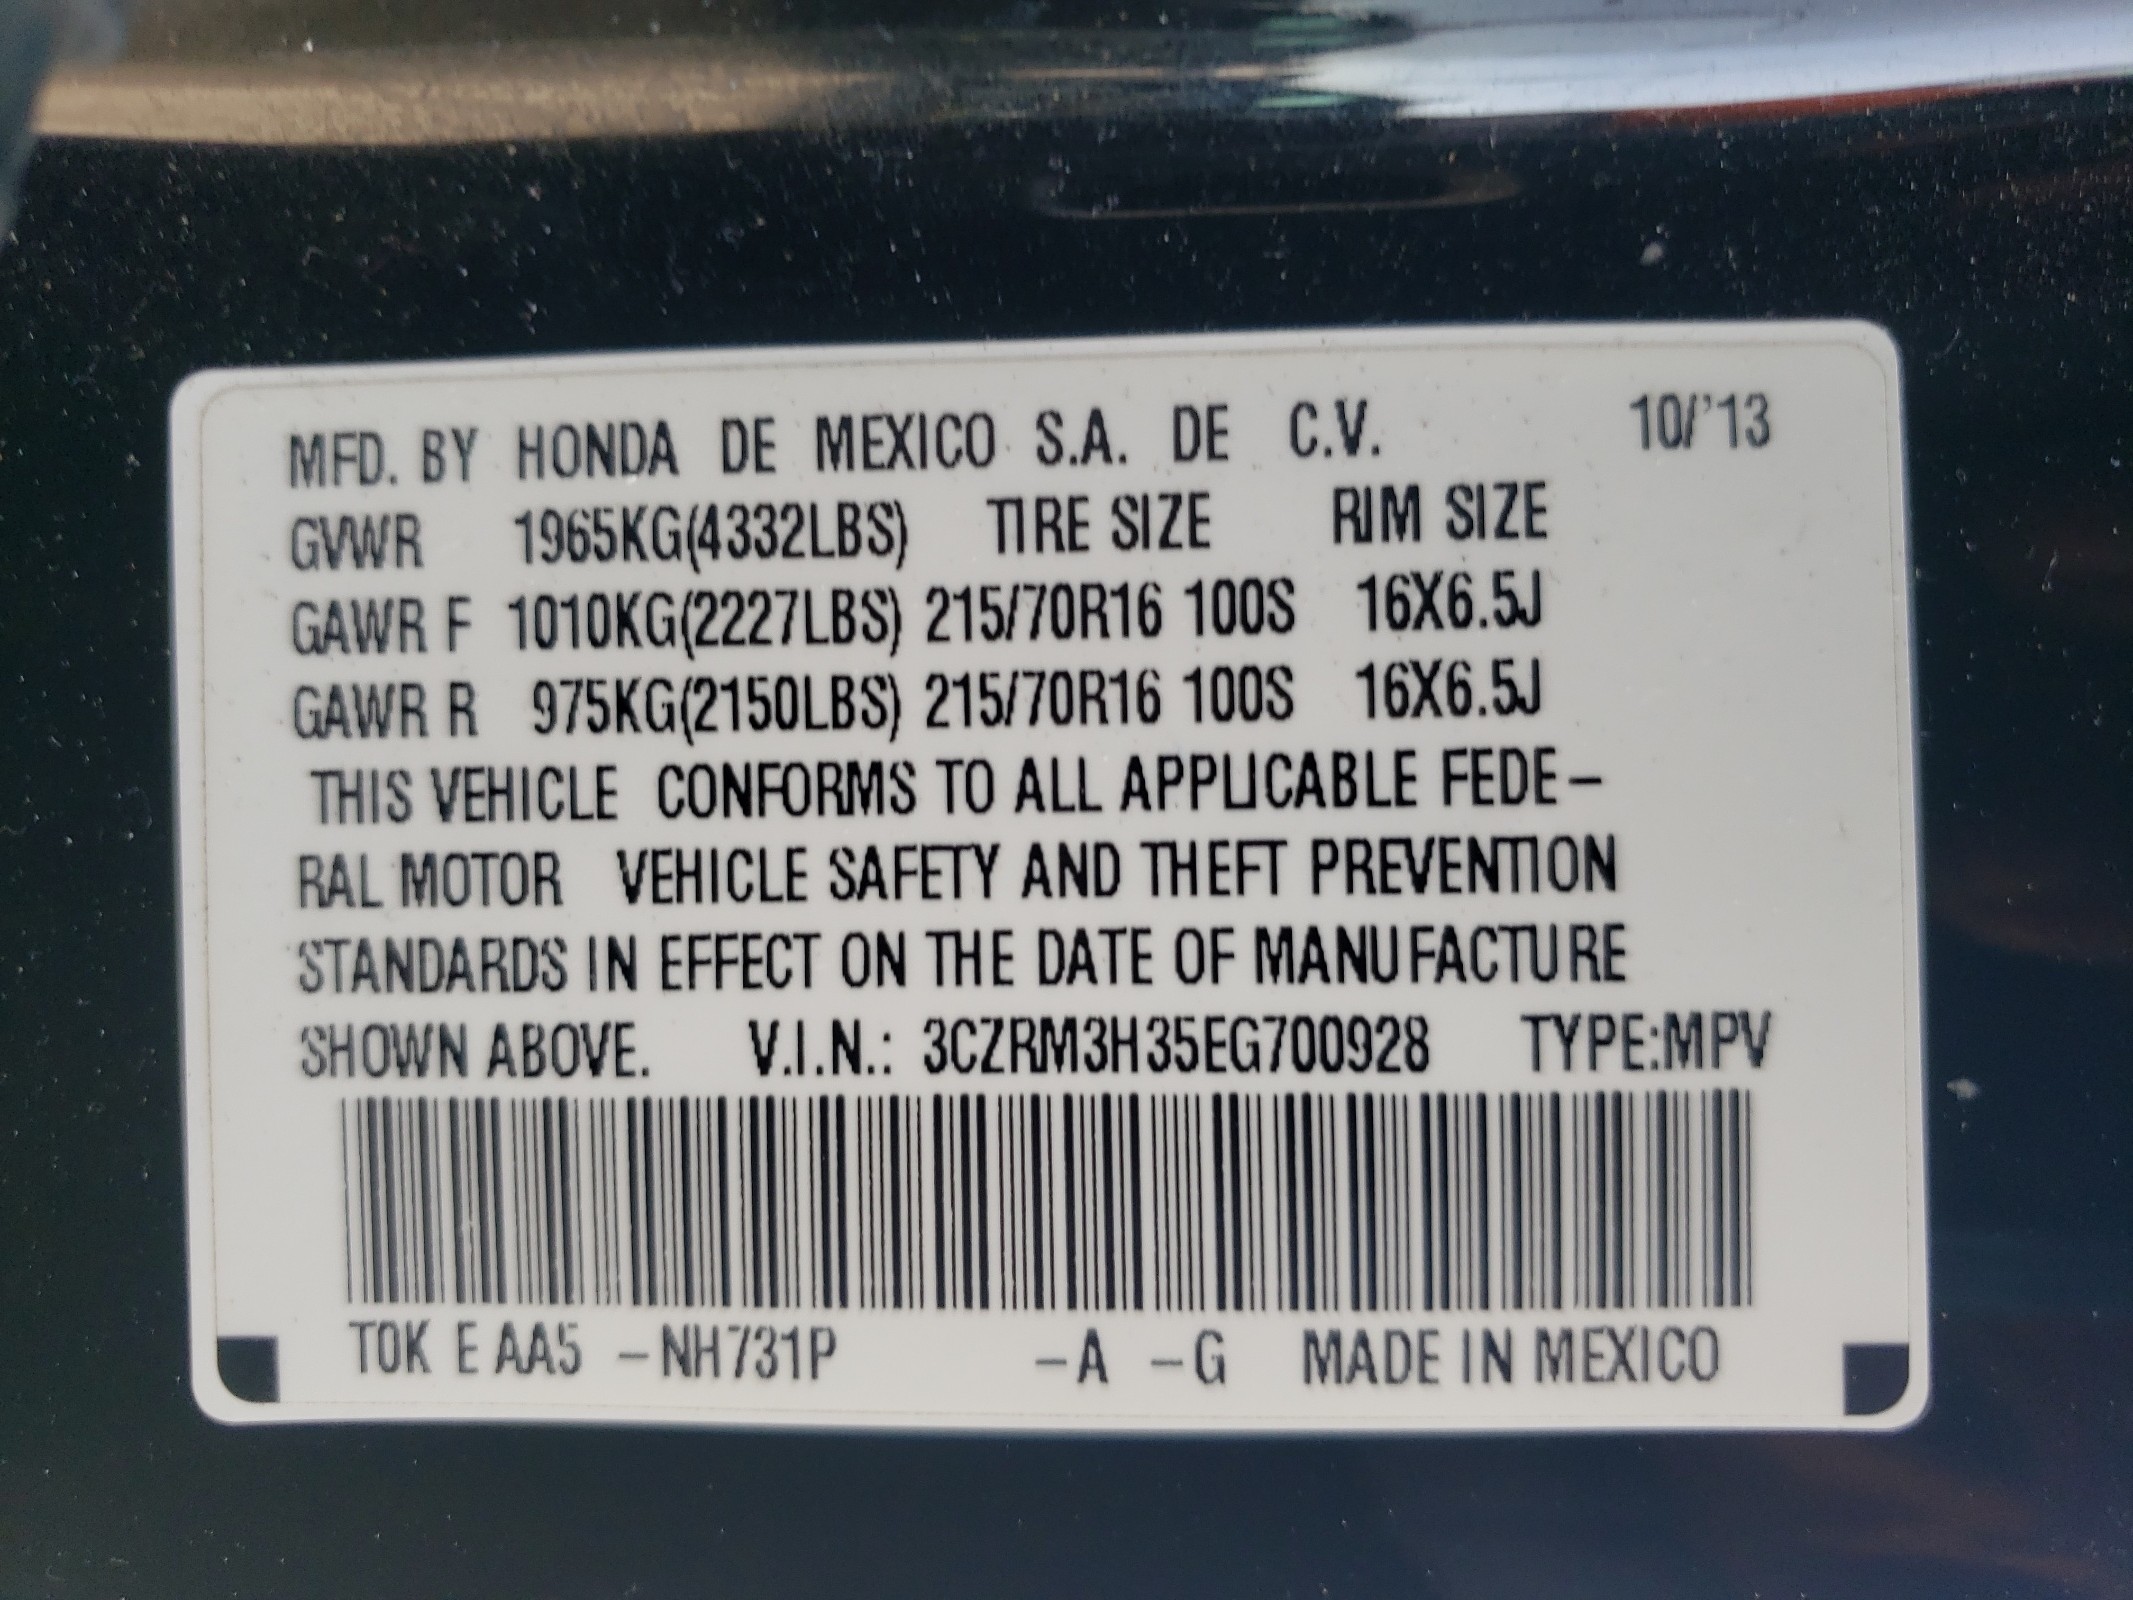 MFD. BY HONDA DE MEXICO S.A. DE C.V. 10/'13
GVWR 1965KG(4332LBS) TIRE SIZE RIM SIZE
GAWR F 1010KG(2227LBS) 215/70R16 100S 16X6.5J
GAWR R 975KG(2150LBS) 215/70R16 100S 16X6.5J
THIS VEHICLE CONFORMS TO ALL APPLICABLE FEDE-
RAL MOTOR VEHICLE SAFETY AND THEFT PREVENTION
STANDARDS IN EFFECT ON THE DATE OF MANUFACTURE
SHOWN ABOVE. V.I.N.: 3CZRM3H35EG700928 TYPE:MPV
T0K E AA5 -NH731P -A -G MADE IN MEXICO